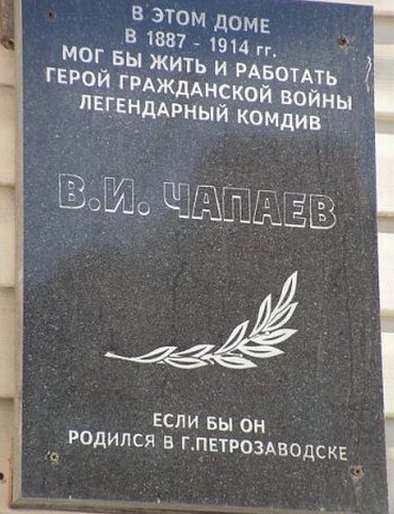 В ЭТОМ ДОМЕ
В 1887 - 1914 гг.
МОГ БЫ ЖИТЬ И РАБОТАТЬ
ГЕРОЙ ГРАЖДАНСКОЙ ВОЙНЫ
ЛЕГЕНДАРНЫЙ КОМДИВ
В.И. ЧАПАЕВ
ЕСЛИ БЫ ОН
РОДИЛСЯ В Г.ПЕТРОЗАВОДСКЕ